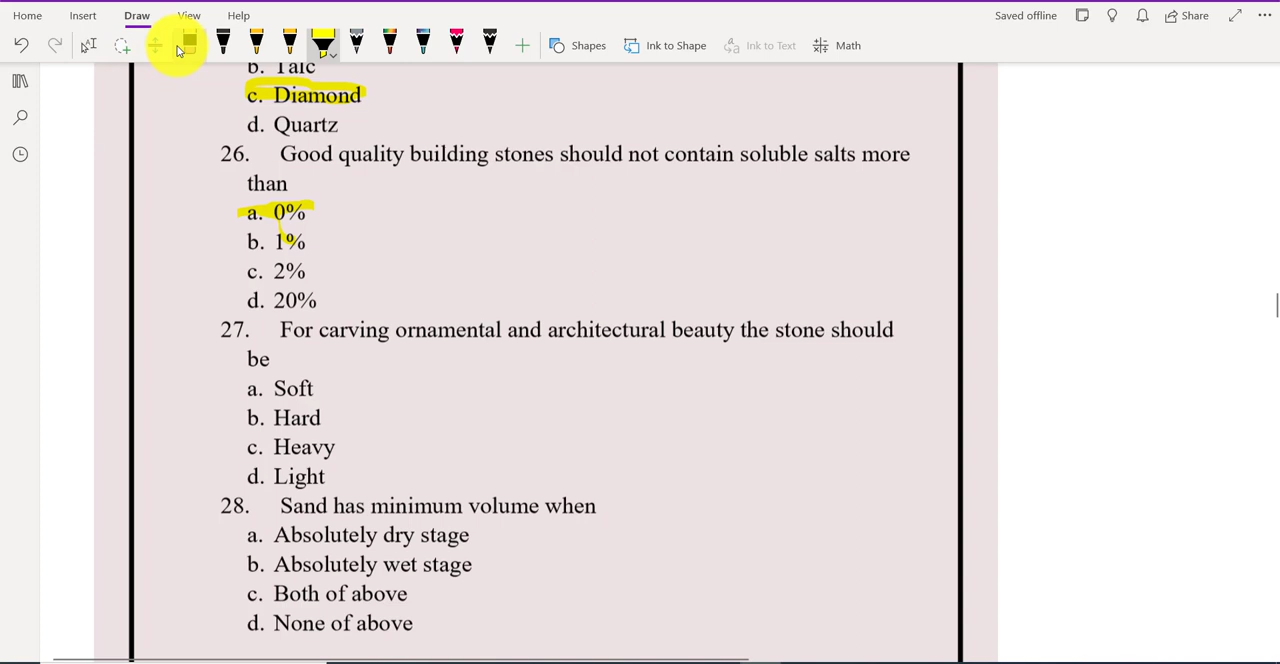 Home Insert Draw View Help Saved offline Share
Shapes Ink to Shape Ink to Text Math
b. Talc
c. Diamond
d. Quartz
26. Good quality building stones should not contain soluble salts more
than
a. 0%
b. 1%
c. 2%
d. 20%
27. For carving ornamental and architectural beauty the stone should
be
a. Soft
b. Hard
c. Heavy
d. Light
28. Sand has minimum volume when
a. Absolutely dry stage
b. Absolutely wet stage
c. Both of above
d. None of above